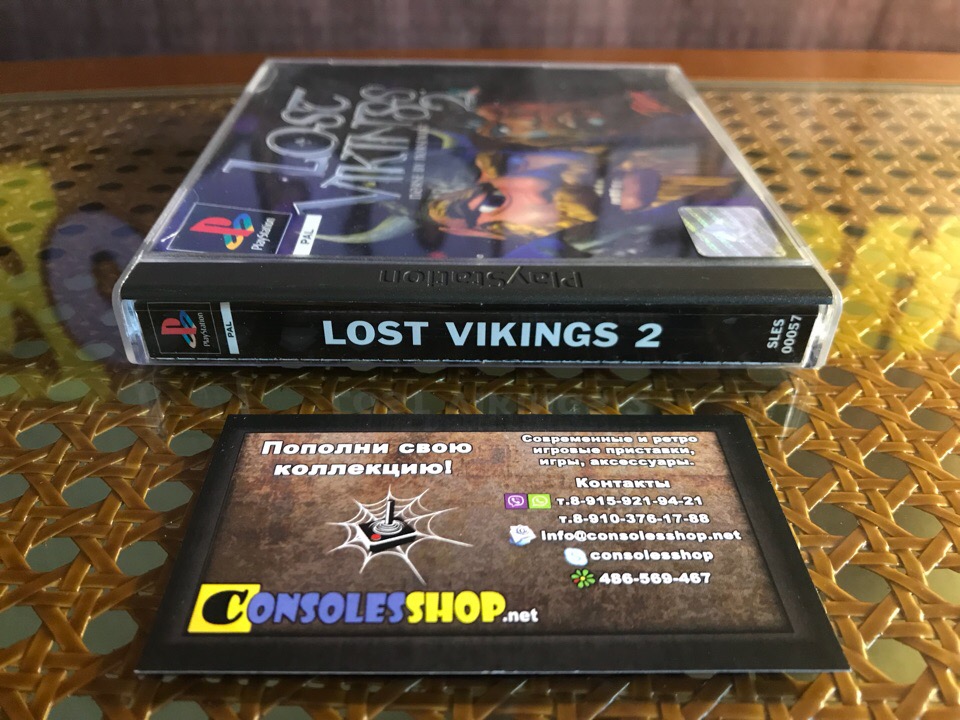 LOST
VIKINGS
2
PlayStation
PAL
PlayStation
PlayStation
PAL
LOST VIKINGS 2
SLES
00057
Пополни свою
коллекцию!
Современные и ретро
игровые приставки,
игры, аксессуары.
Контакты
т.8-915-921-94-21
т.8-910-376-17-88
info@consolesshop.net
consolesshop
486-569-467
CONSOLESSHOP.net